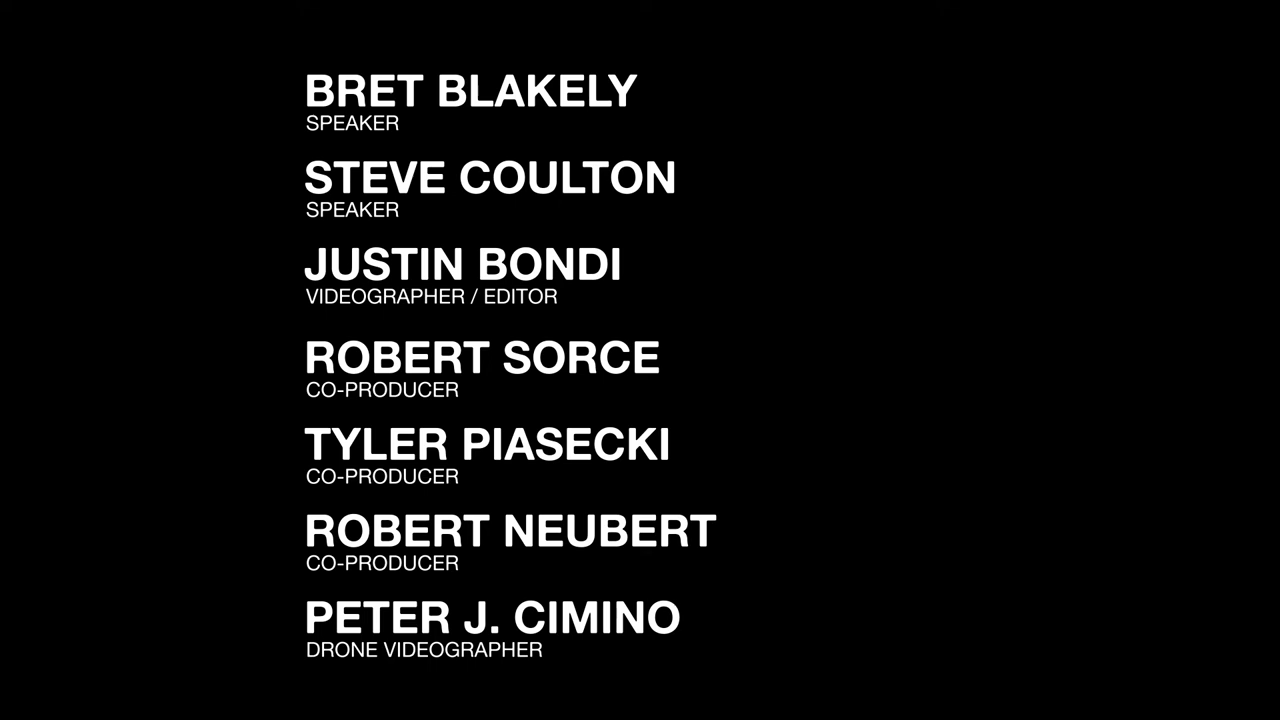 BRET BLAKELY
SPEAKER
STEVE COULTON
SPEAKER
JUSTIN BONDI
VIDEOGRAPHER / EDITOR
ROBERT SORCE
CO-PRODUCER
TYLER PIASECKI
CO-PRODUCER
ROBERT NEUBERT
CO-PRODUCER
PETER J. CIMINO
DRONE VIDEOGRAPHER